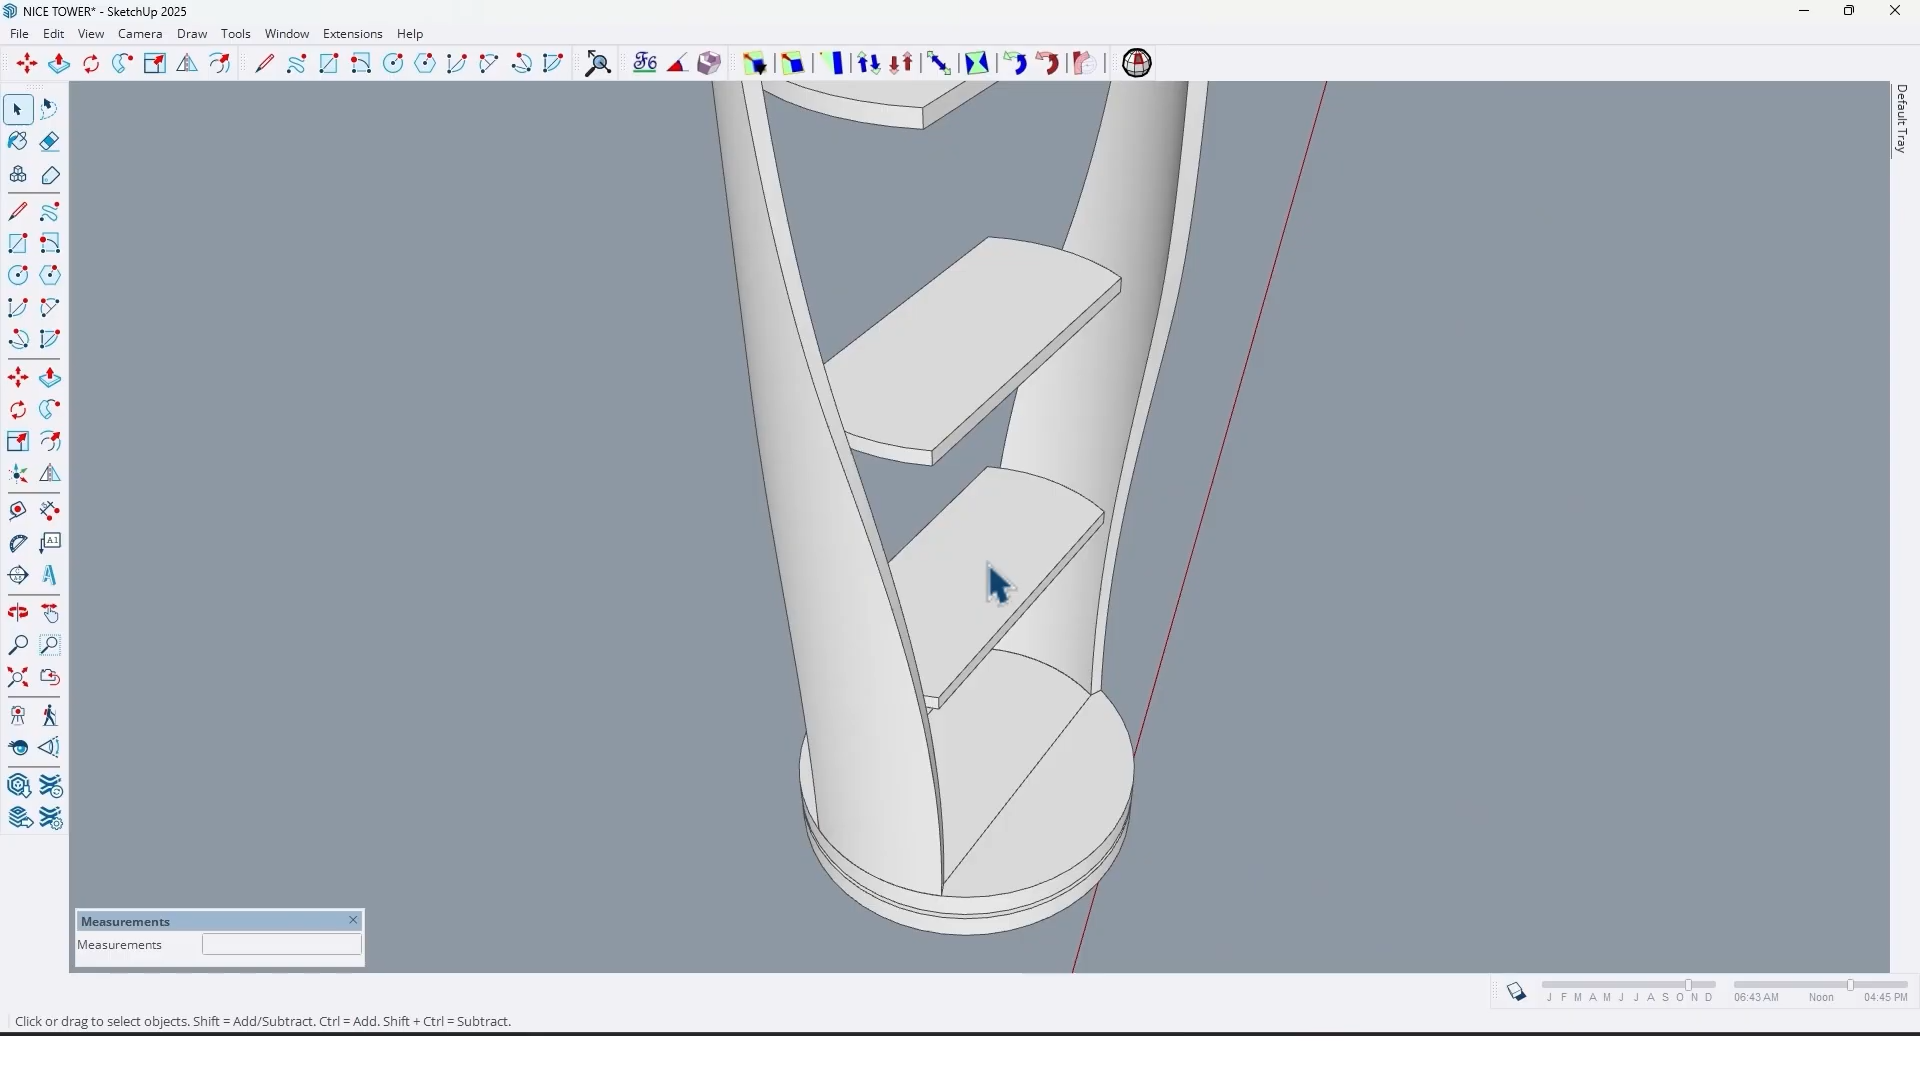 NICE TOWER* - SketchUp 2025
File Edit View Camera Draw Tools Window Extensions Help
Default Tray
Measurements
Measurements
J F M A M J J A S O N D 06:43 AM Noon 04:45 PM
Click or drag to select objects. Shift = Add/Subtract. Ctrl = Add. Shift + Ctrl = Subtract.